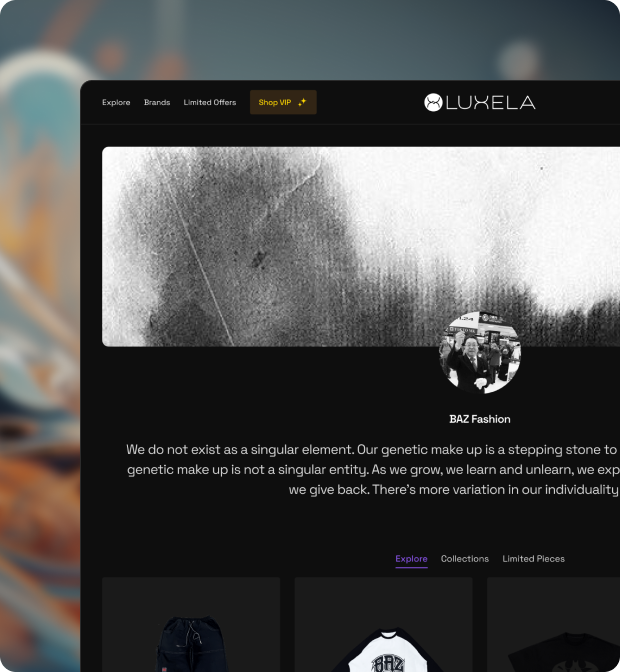 Explore Brands Limited Offers Shop VIP LUXELA
BAZ Fashion
We do not exist as a singular element. Our genetic make up is a stepping stone to
genetic make up is not a singular entity. As we grow, we learn and unlearn, we exp
we give back. There's more variation in our individuality
Explore Collections Limited Pieces
BAZ